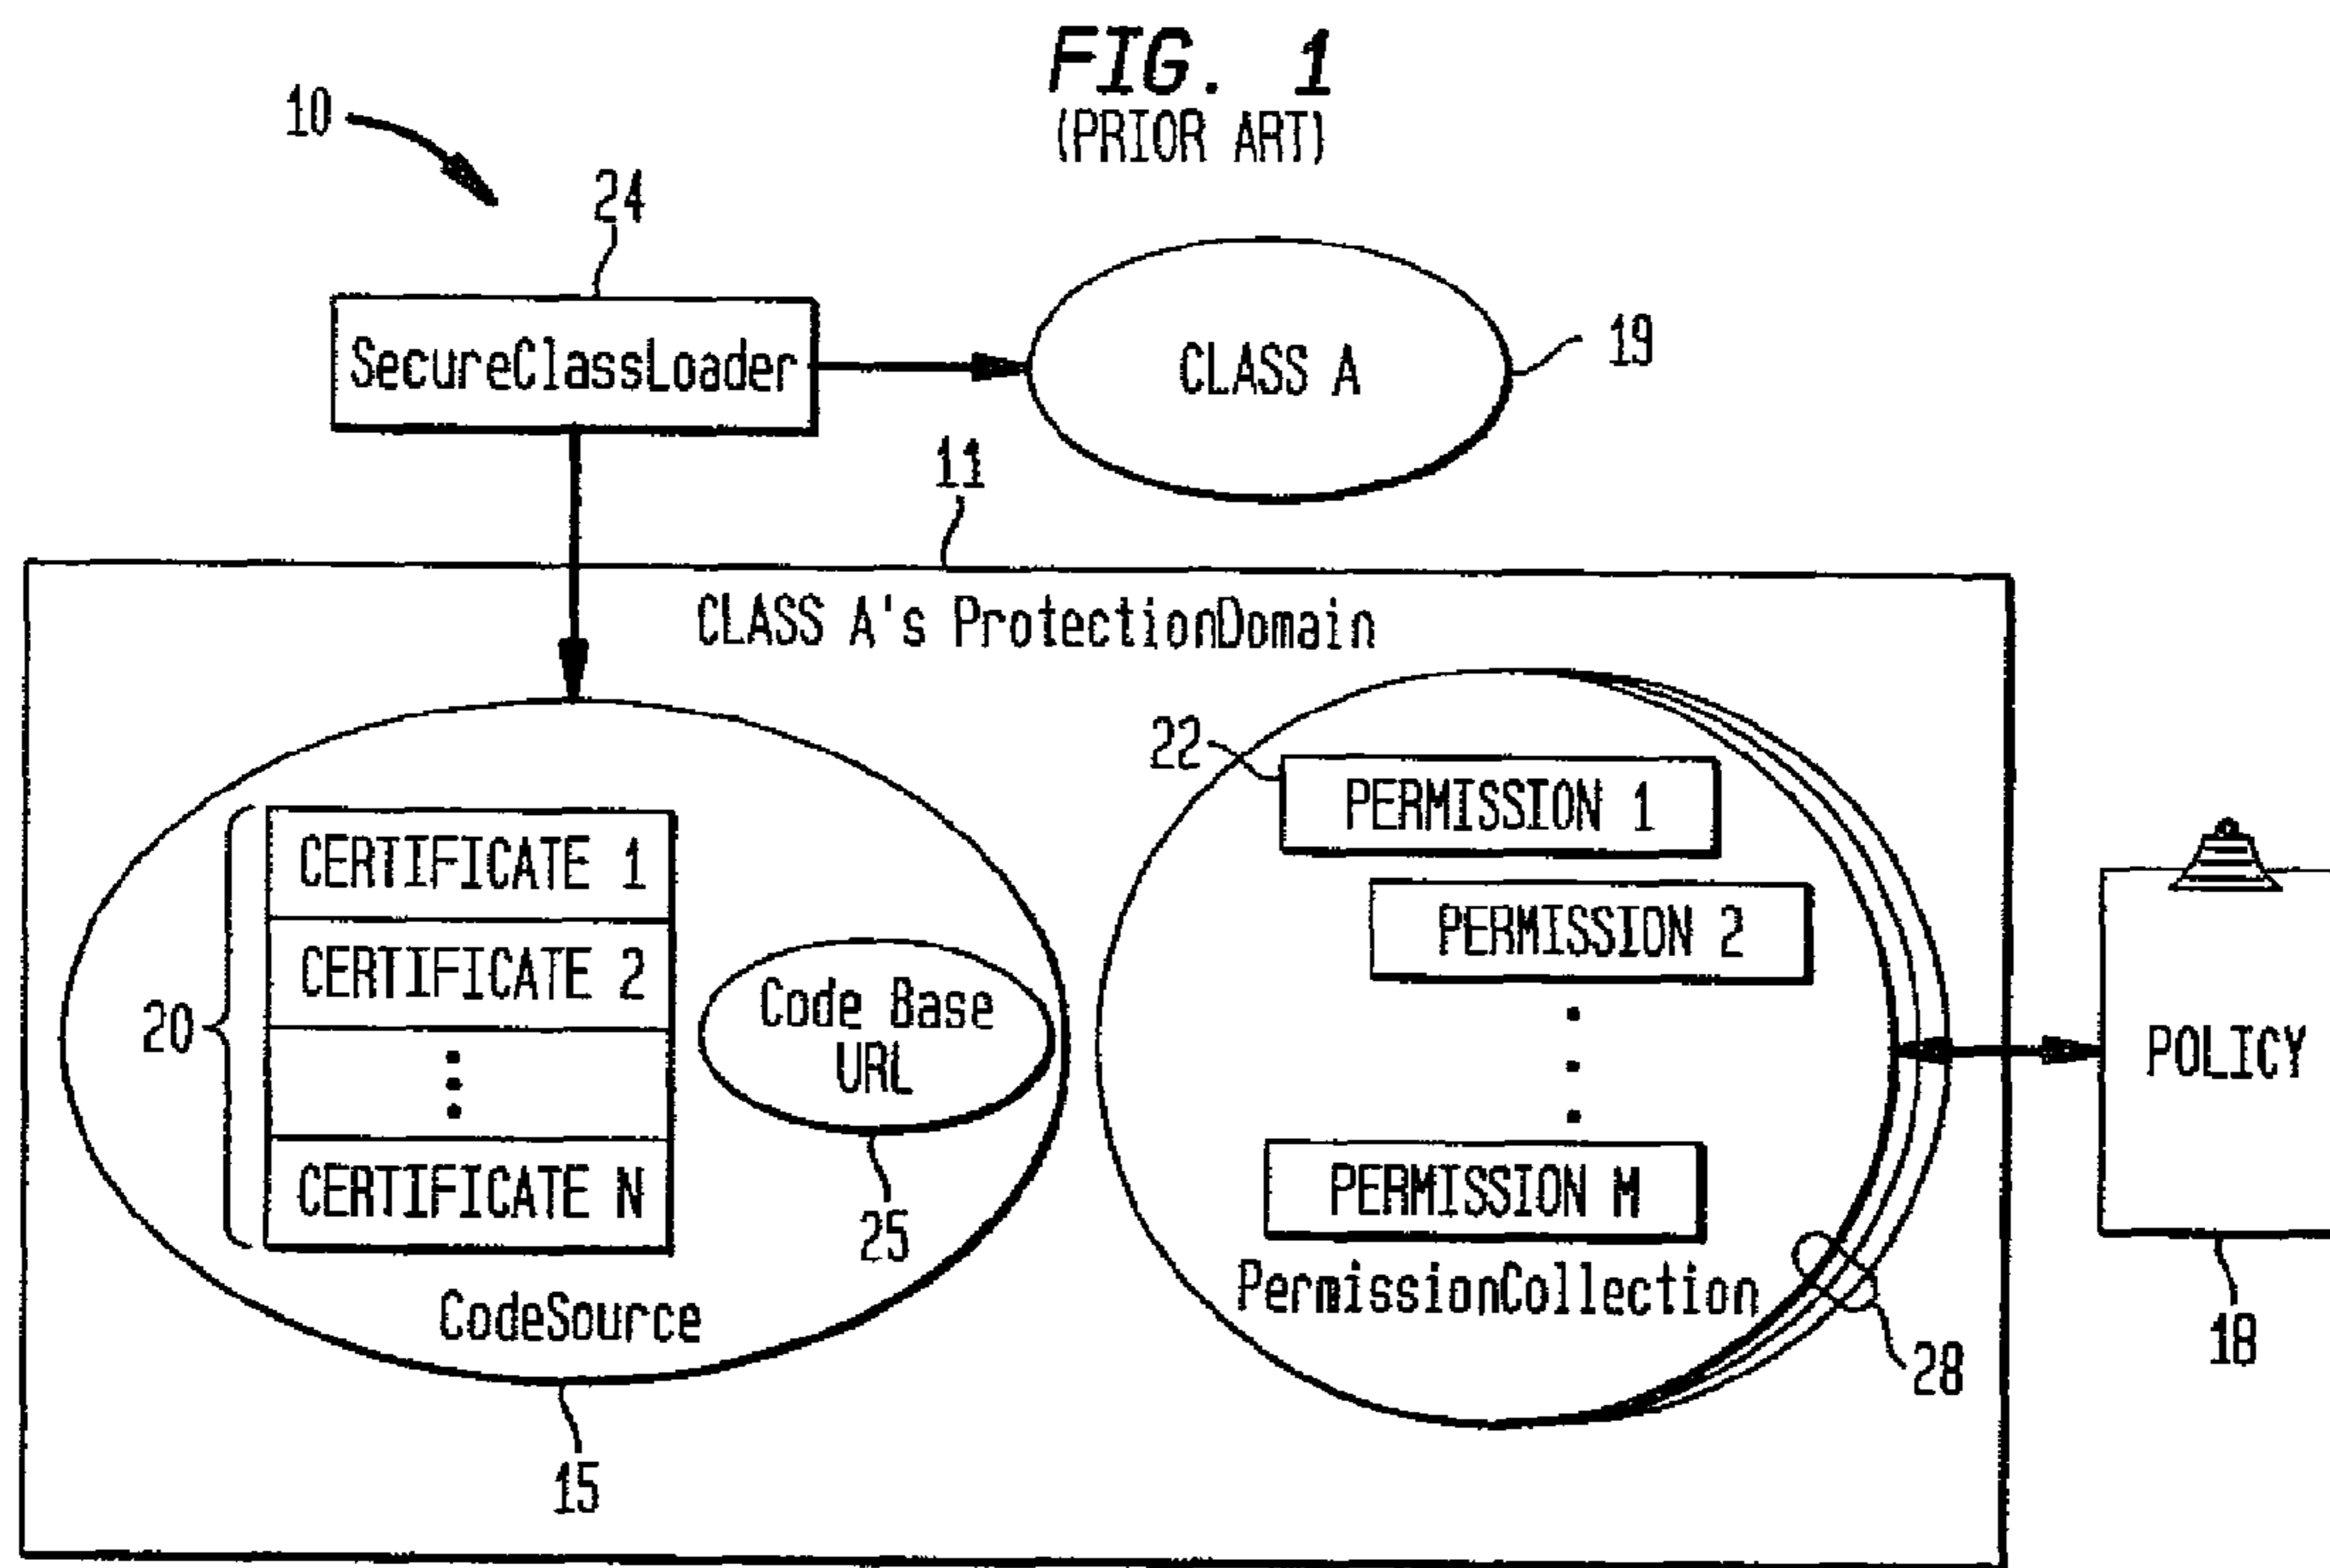 FIG. 1
(PRIOR ART)
10
24
SecureClassLoader
CLASS A
19
11
CLASS A's ProtectionDomain
22
PERMISSION 1
CERTIFICATE 1
PERMISSION 2
CERTIFICATE 2
Code Base
URL
20
POLICY
CERTIFICATE N
PERMISSION M
25
PermissionCollection
CodeSource
28
18
15